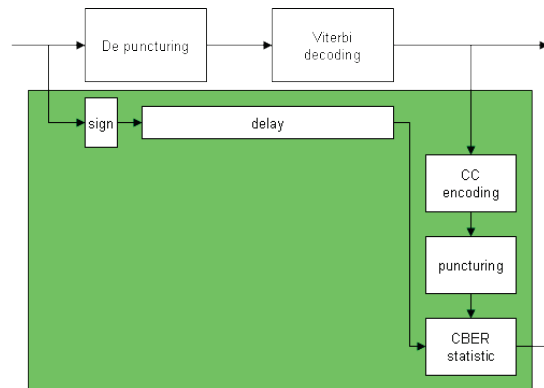 De puncturing
Viterbi
decoding
sign
delay
CC
encoding
puncturing
CBER
statistic